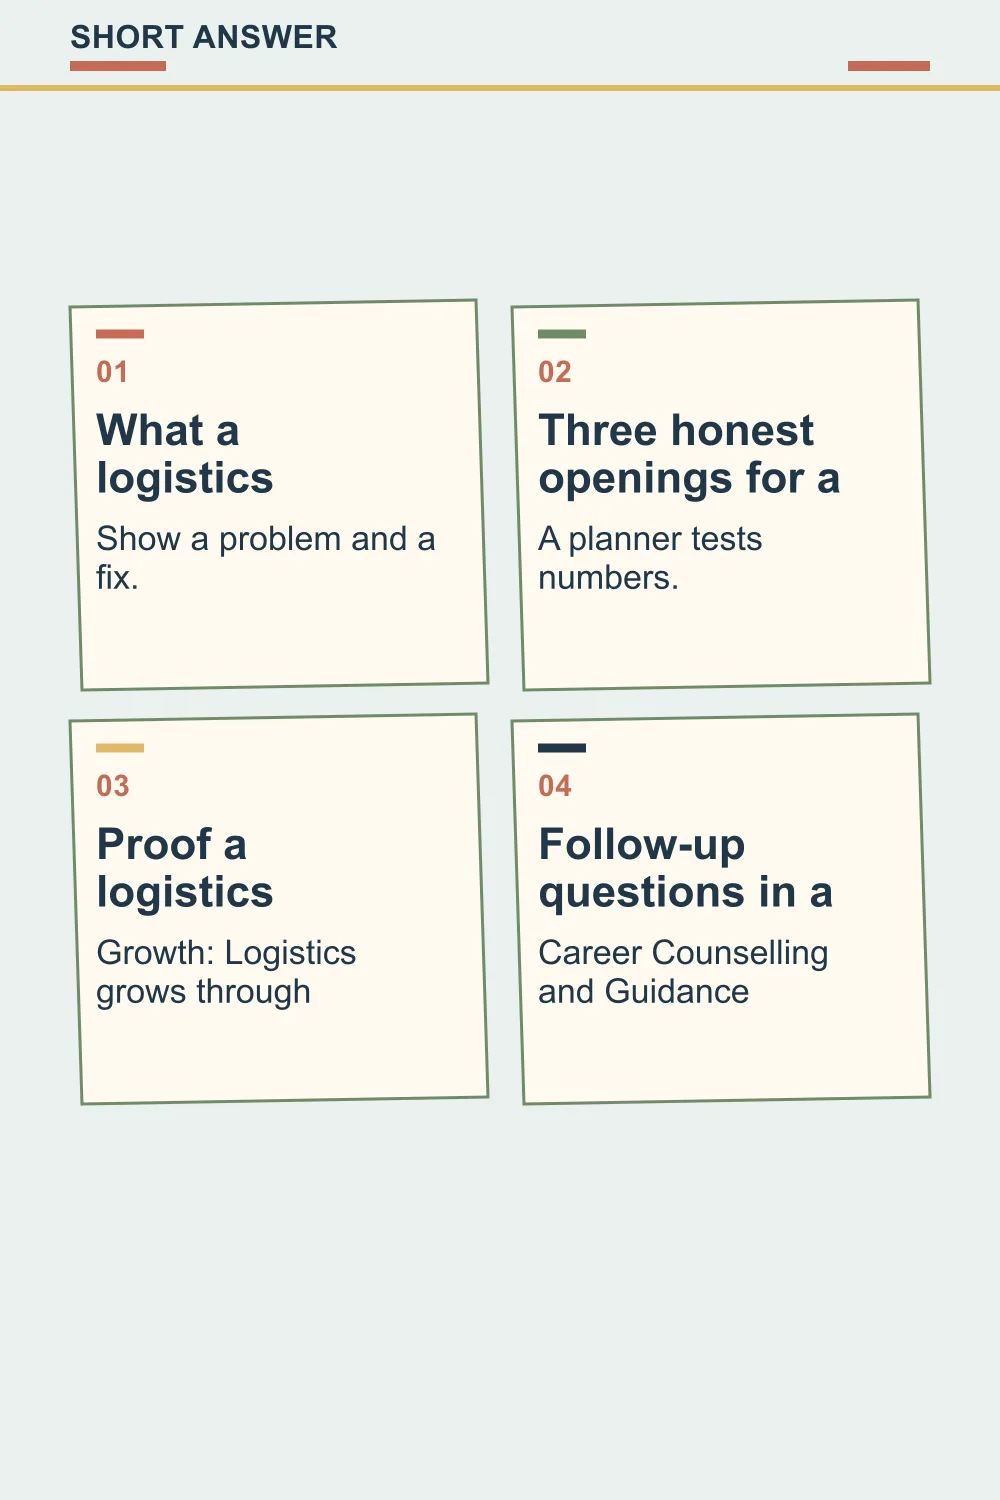 SHORT ANSWER
01
What a
logistics
Show a problem and a
fix.
02
Three honest
openings for a
A planner tests
numbers.
03
Proof a
logistics
Growth: Logistics
grows through
04
Follow-up
questions in a
Career Counselling
and Guidance